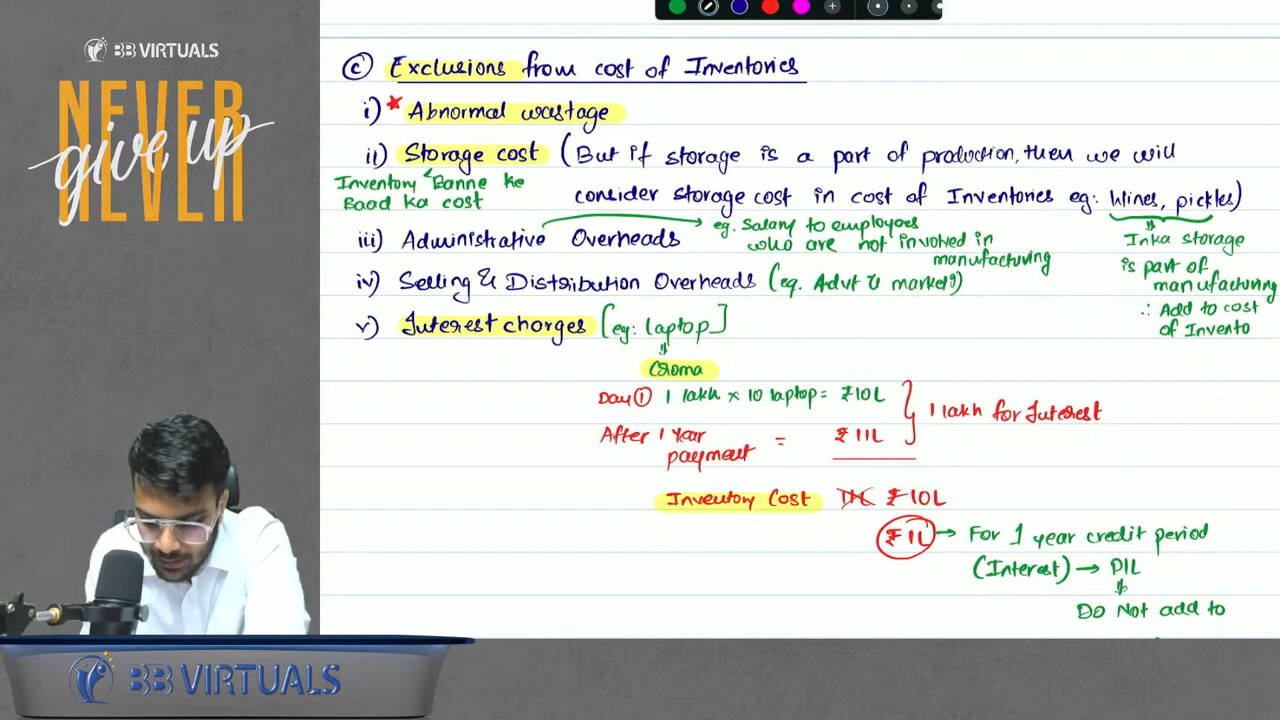 BB VIRTUALS
NEVER
give up
NEVER
(C) Exclusions from cost of Inventories
i) * Abnormal wastage
ii) Storage cost (But if storage is a part of production, then we will
consider storage cost in cost of Inventories eg: Wines, pickles)
Inventory Banne ke
Baad ka cost
Inka storage
is part of
manufacturing
∴ Add to cost
of Invento
iii) Administrative Overheads
eg. Salary to employees
who are not involved in
manufacturing
iv) Selling & Distribution Overheads (eg. Advt & marketg)
v) Interest charges [eg: laptop]
Croma
Day ① 1 lakh x 10 laptop = ₹10L
After 1 Year = ₹11L
payment
1 lakh for Interest
Inventory Cost ₹10L
₹1L → For 1 year credit period
(Interest) → P/L
Do Not add to
BB VIRTUALS